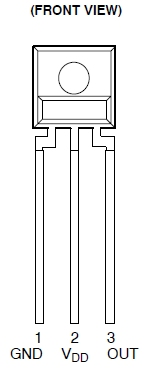 (FRONT VIEW)
1 2 3
GND VDD OUT